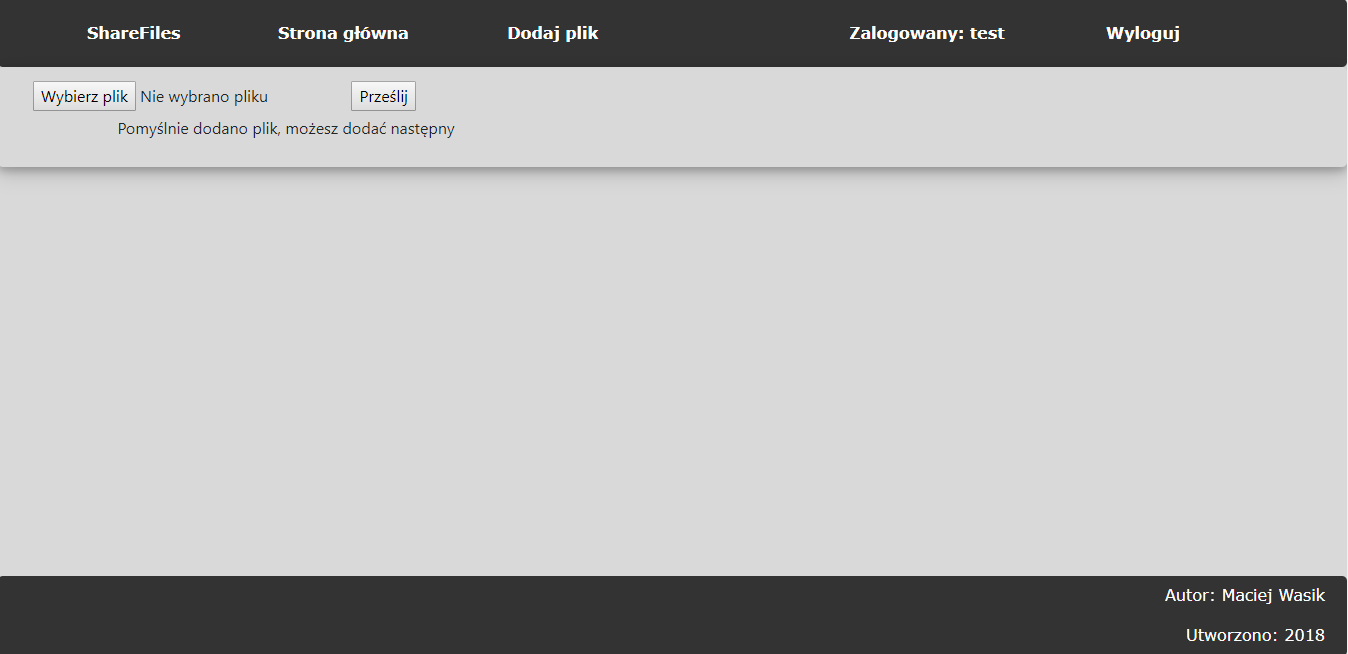 ShareFiles Strona główna Dodaj plik Zalogowany: test Wyloguj
Wybierz plik Nie wybrano pliku Prześlij
Pomyślnie dodano plik, możesz dodać następny
Autor: Maciej Wasik
Utworzono: 2018